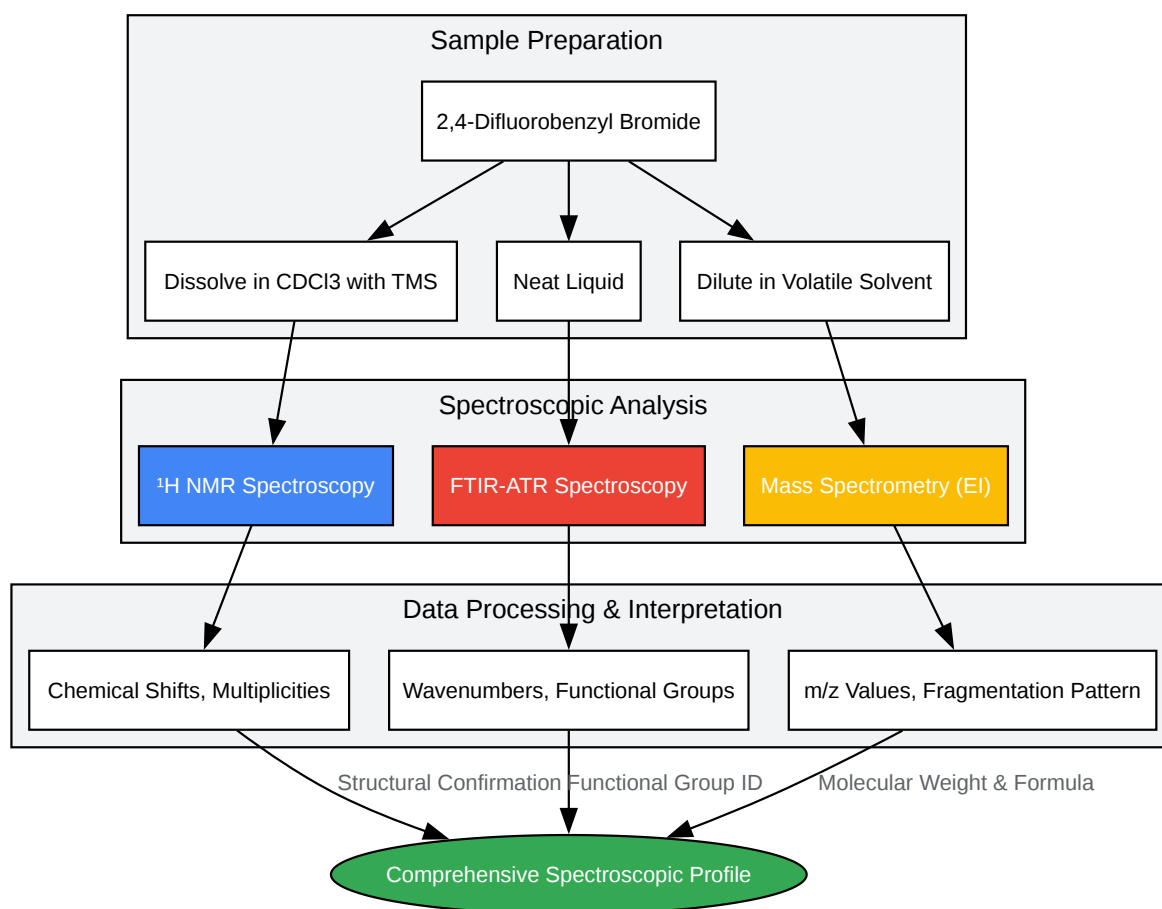 Sample Preparation
2,4-Difluorobenzyl Bromide
Dissolve in CDCl3 with TMS
Neat Liquid
Dilute in Volatile Solvent
Spectroscopic Analysis
¹H NMR Spectroscopy
FTIR-ATR Spectroscopy
Mass Spectrometry (EI)
Data Processing & Interpretation
Chemical Shifts, Multiplicities
Wavenumbers, Functional Groups
m/z Values, Fragmentation Pattern
Structural Confirmation
Functional Group ID
Molecular Weight & Formula
Comprehensive Spectroscopic Profile